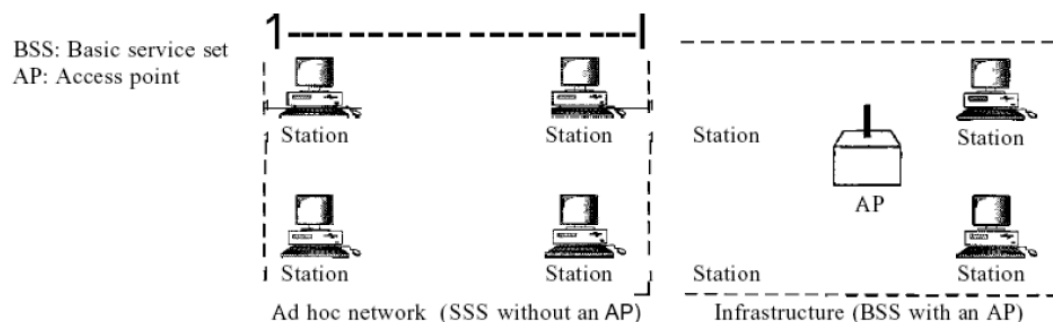 BSS: Basic service set
AP: Access point
Station Station Station Station
AP
Station Station Station Station
Ad hoc network (SSS without an AP) Infrastructure (BSS with an AP)